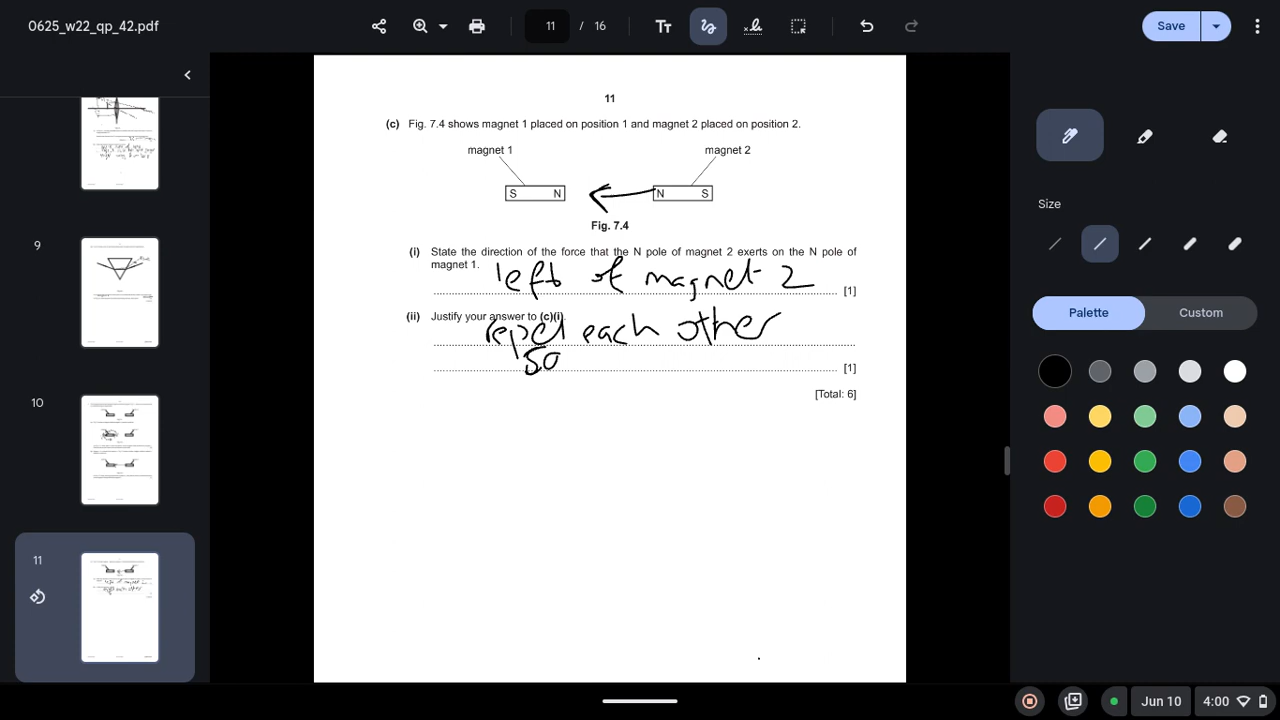 0625_w22_qp_42.pdf
11 / 16
Save
9
10
11
11
(c) Fig. 7.4 shows magnet 1 placed on position 1 and magnet 2 placed on position 2.
magnet 1
magnet 2
S N
N S
Fig. 7.4
(i) State the direction of the force that the N pole of magnet 2 exerts on the N pole of
magnet 1.
left of magnet 2
[1]
(ii) Justify your answer to (c)(i).
repel each other
so
[1]
[Total: 6]
Size
Palette
Custom
Jun 10
4:00